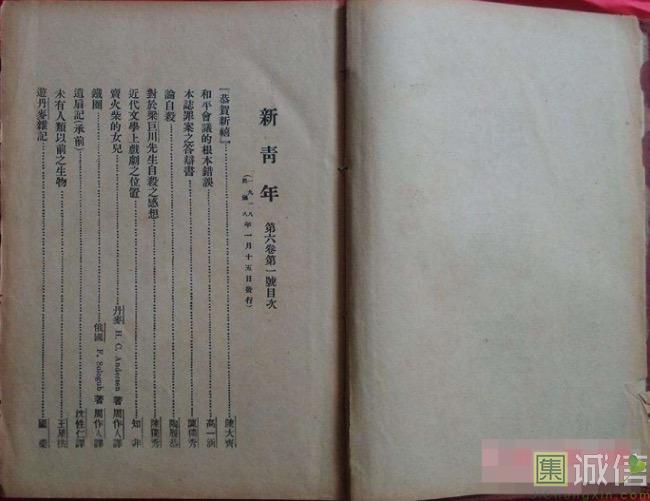 新青年 第六卷第一號目次
年一月十五日發行)
『恭賀新禧』………陳大齊
和平會議的根本錯誤………高一涵
本誌罪案之答辯書………陳獨秀
論自殺………陶履恭
對於梁巨川先生自殺之感想………陳獨秀
近代文學上戲劇之位置………知非
賣火柴的女兒………丹麥 H. C. Andersen 著 周作人譯
鐵圈………俄國 F. Sologub 著 周作人譯
遺扇記(承前)………沈性仁譯
未有人類以前之生物………王星拱
遊丹麥雜記………
集 诚信